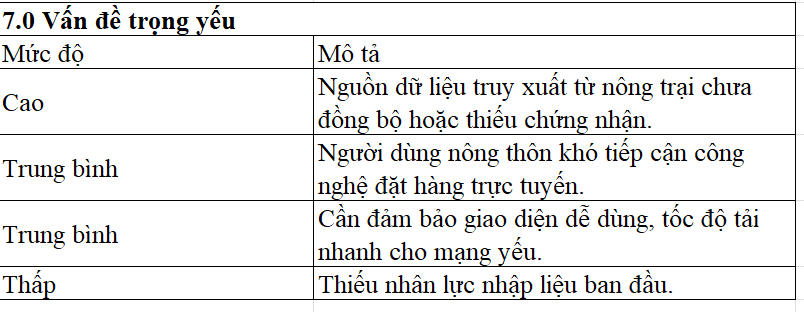 7.0 Vấn đề trọng yếu
Mức độ
Mô tả
Cao
Nguồn dữ liệu truy xuất từ nông trại chưa
đồng bộ hoặc thiếu chứng nhận.
Trung bình
Người dùng nông thôn khó tiếp cận công
nghệ đặt hàng trực tuyến.
Trung bình
Cần đảm bảo giao diện dễ dùng, tốc độ tải
nhanh cho mạng yếu.
Thấp
Thiếu nhân lực nhập liệu ban đầu.